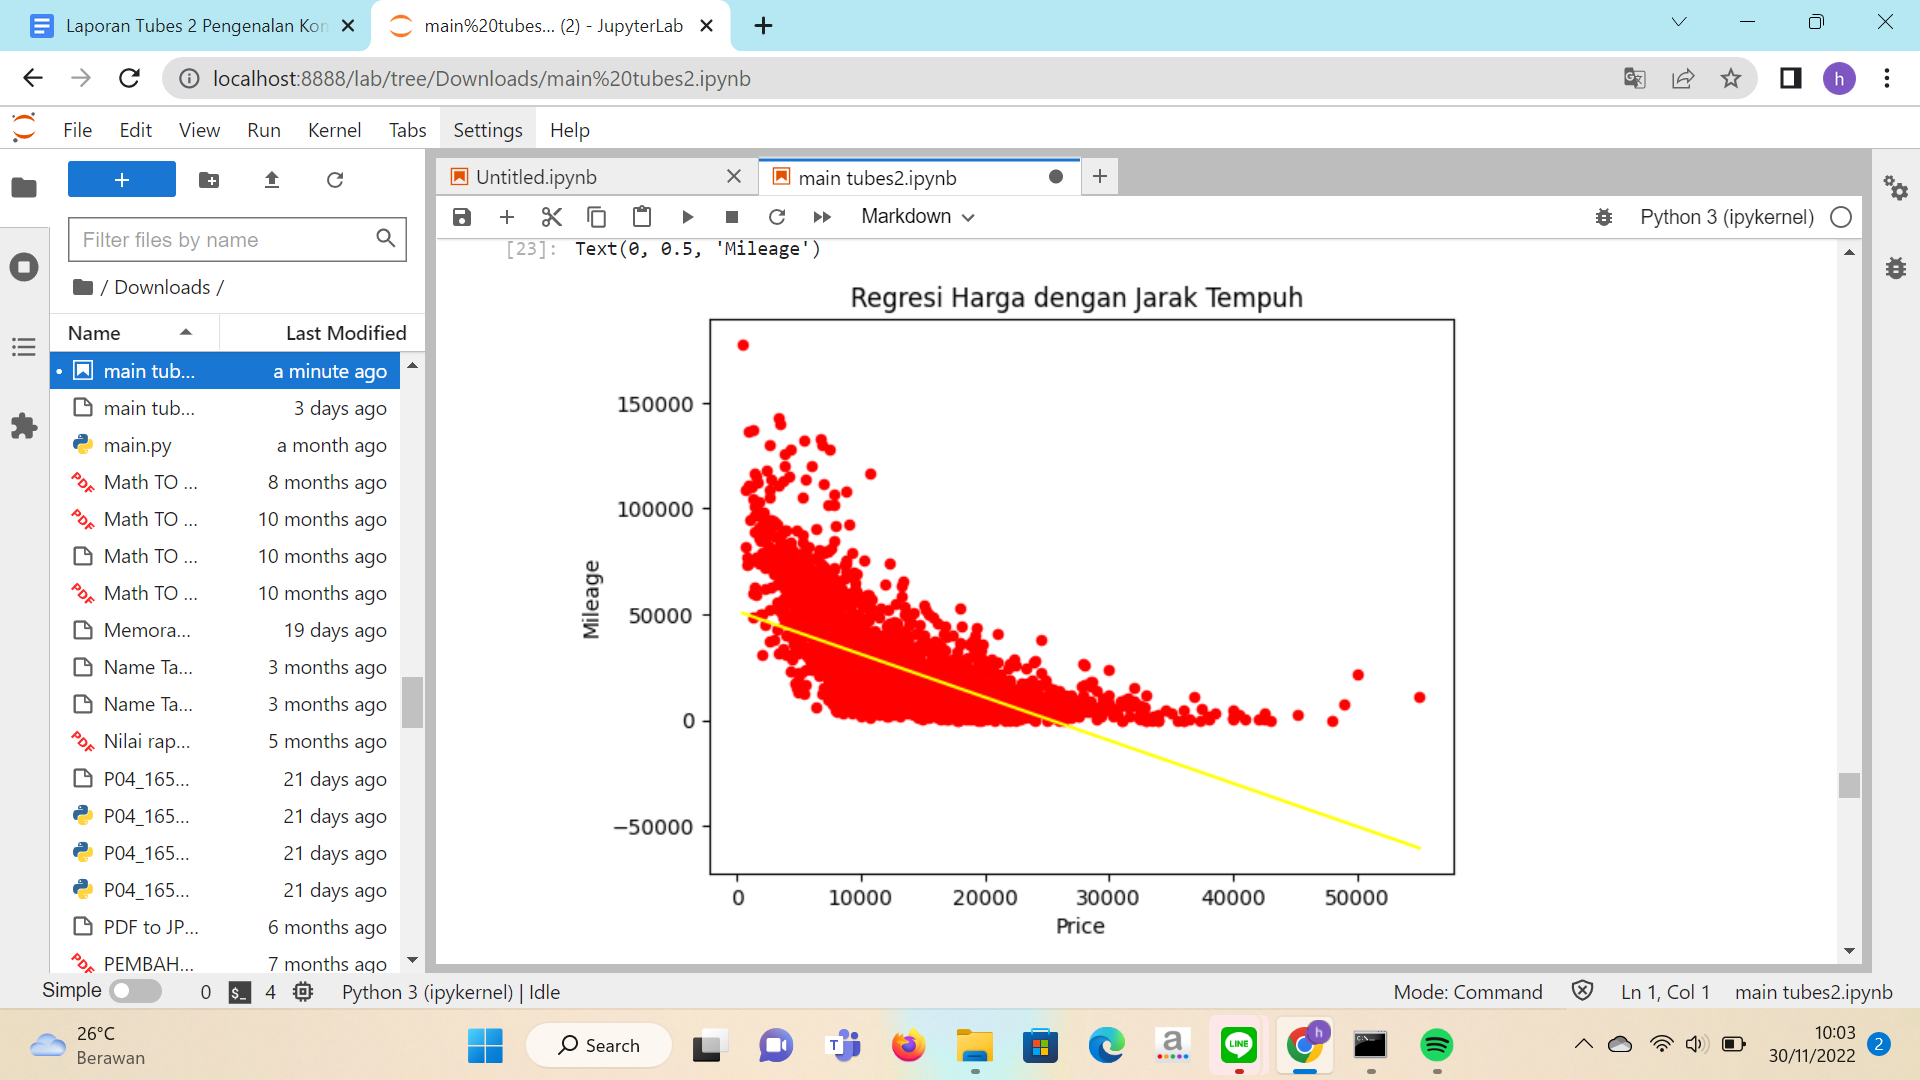 Laporan Tubes 2 Pengenalan Kon
main%20tubes... (2) - JupyterLab
localhost:8888/lab/tree/Downloads/main%20tubes2.ipynb
h
File Edit View Run Kernel Tabs Settings Help
Untitled.ipynb
main tubes2.ipynb
Markdown
Python 3 (ipykernel)
Filter files by name
/ Downloads /
Name Last Modified
main tub... a minute ago
main tub... 3 days ago
main.py a month ago
Math TO ... 8 months ago
Math TO ... 10 months ago
Math TO ... 10 months ago
Math TO ... 10 months ago
Memora... 19 days ago
Name Ta... 3 months ago
Name Ta... 3 months ago
Nilai rap... 5 months ago
P04_165... 21 days ago
P04_165... 21 days ago
P04_165... 21 days ago
P04_165... 21 days ago
PDF to JP... 6 months ago
PEMBAH... 7 months ago
[23]: Text(0, 0.5, 'Mileage')
Regresi Harga dengan Jarak Tempuh
150000
100000
50000
0
−50000
Mileage
0 10000 20000 30000 40000 50000
Price
Simple 0 $_ 4 Python 3 (ipykernel) | Idle
Mode: Command Ln 1, Col 1 main tubes2.ipynb
26°C
Berawan
Search
a
LINE
h
10:03
30/11/2022
2